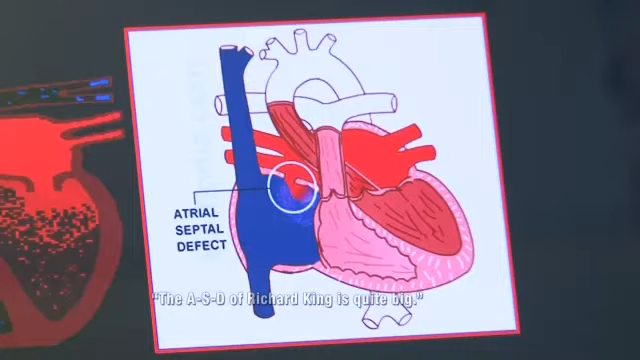 ATRIAL
SEPTAL
DEFECT
"The A-S-D of Richard King is quite big."